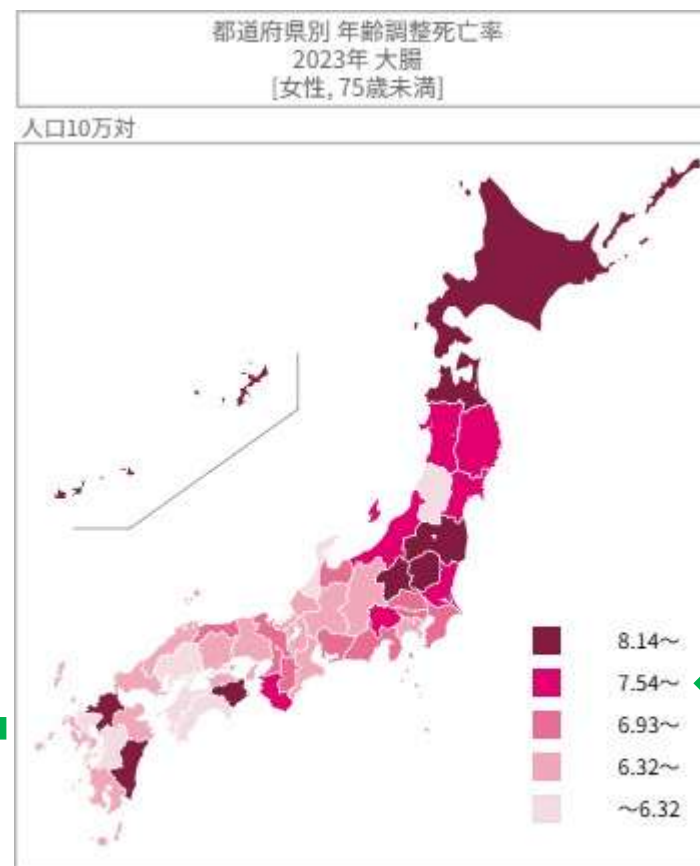 都道府県別 年齢調整死亡率
2023年 大腸
[女性, 75歳未満]
人口10万対
8.14～
7.54～
6.93～
6.32～
～6.32